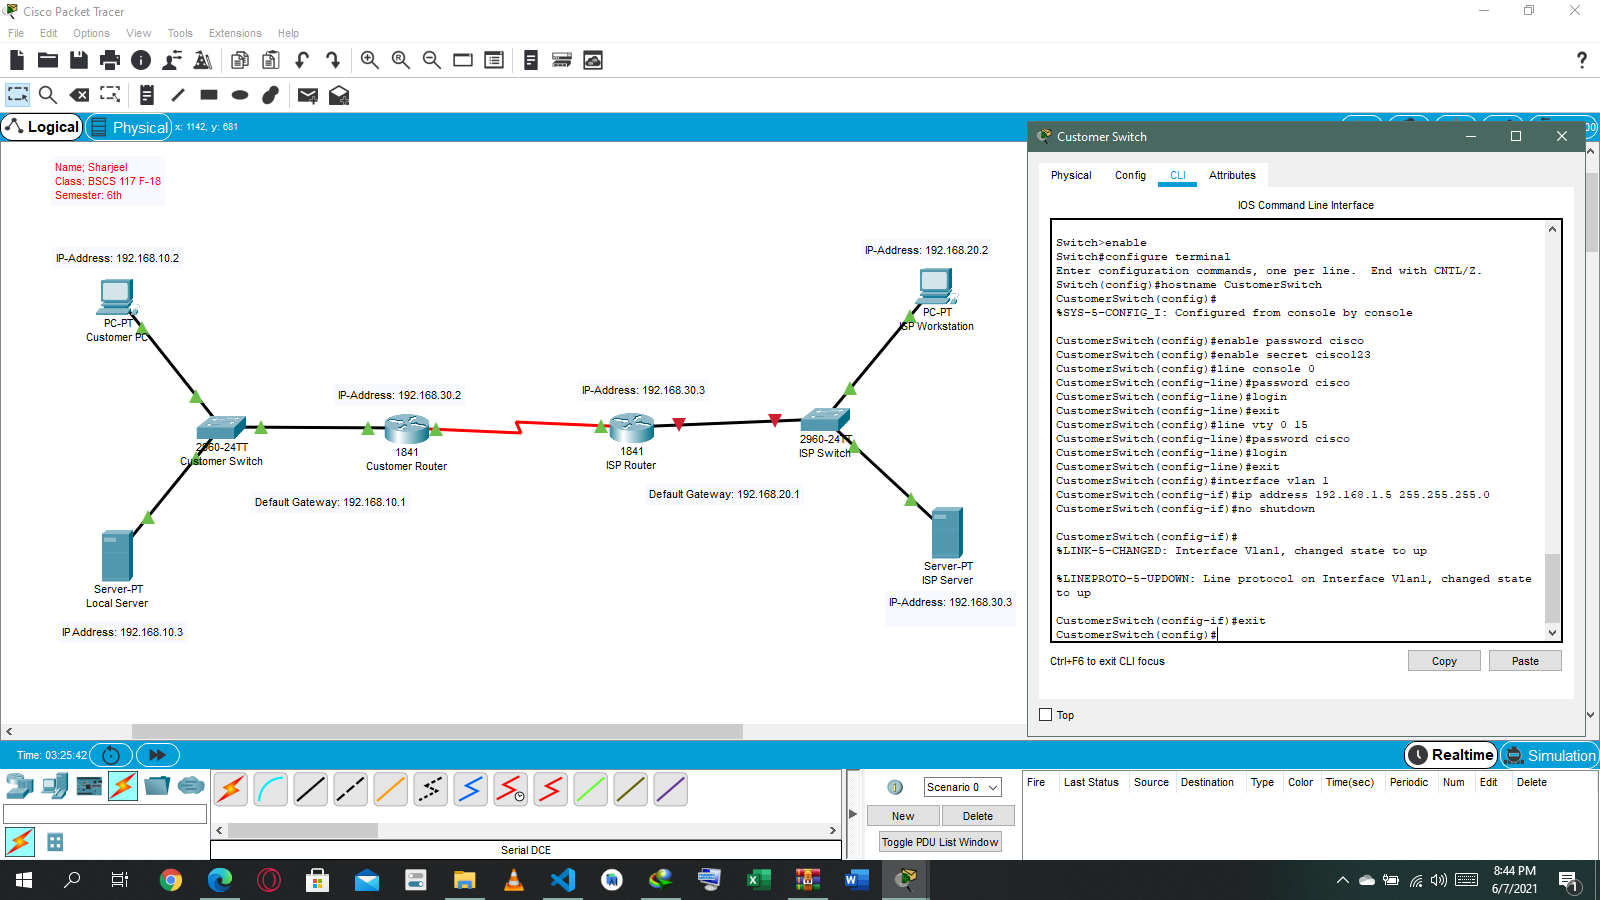 Cisco Packet Tracer
File Edit Options View Tools Extensions Help
Logical
Physical
x: 1142, y: 681
Name; Sharjeel
Class: BSCS 117 F-18
Semester: 6th
IP-Address: 192.168.10.2
PC-PT
Customer PC
2960-24TT
Customer Switch
Server-PT
Local Server
IP Address: 192.168.10.3
IP-Address: 192.168.30.2
1841
Customer Router
Default Gateway: 192.168.10.1
IP-Address: 192.168.30.3
1841
ISP Router
Default Gateway: 192.168.20.1
IP-Address: 192.168.20.2
PC-PT
ISP Workstation
2960-24TT
ISP Switch
Server-PT
ISP Server
IP-Address: 192.168.30.3
Customer Switch
Physical Config CLI Attributes
IOS Command Line Interface
Switch>enable
Switch#configure terminal
Enter configuration commands, one per line.  End with CNTL/Z.
Switch(config)#hostname CustomerSwitch
CustomerSwitch(config)#
%SYS-5-CONFIG_I: Configured from console by console
CustomerSwitch(config)#enable password cisco
CustomerSwitch(config)#enable secret cisco123
CustomerSwitch(config)#line console 0
CustomerSwitch(config-line)#password cisco
CustomerSwitch(config-line)#login
CustomerSwitch(config-line)#exit
CustomerSwitch(config)#line vty 0 15
CustomerSwitch(config-line)#password cisco
CustomerSwitch(config-line)#login
CustomerSwitch(config-line)#exit
CustomerSwitch(config)#interface vlan 1
CustomerSwitch(config-if)#ip address 192.168.1.5 255.255.255.0
CustomerSwitch(config-if)#no shutdown
CustomerSwitch(config-if)#
%LINK-5-CHANGED: Interface Vlan1, changed state to up
%LINEPROTO-5-UPDOWN: Line protocol on Interface Vlan1, changed state
to up
CustomerSwitch(config-if)#exit
CustomerSwitch(config)#
Ctrl+F6 to exit CLI focus
Copy
Paste
Top
Time: 03:25:42
Realtime
Simulation
Scenario 0
New
Delete
Toggle PDU List Window
Fire Last Status Source Destination Type Color Time(sec) Periodic Num Edit Delete
Serial DCE
8:44 PM
6/7/2021
1